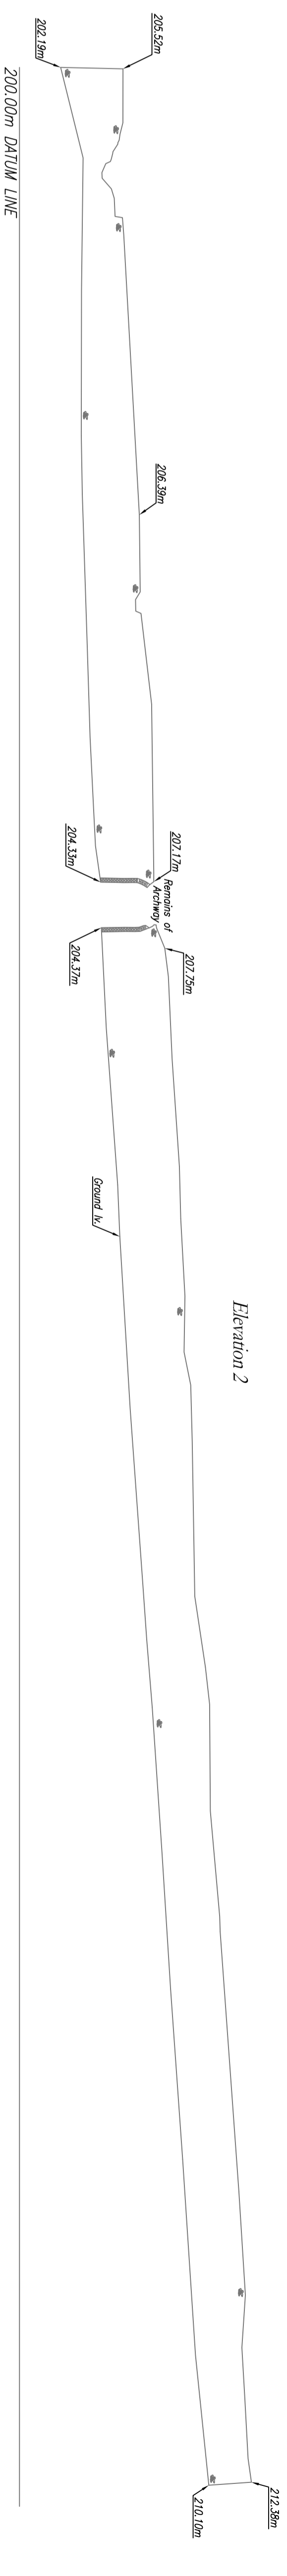 Elevation 2
205.52m
202.19m
206.39m
207.17m
Remains of
Archway
207.75m
204.33m
204.37m
Ground lv.
212.38m
210.10m
200.00m DATUM LINE